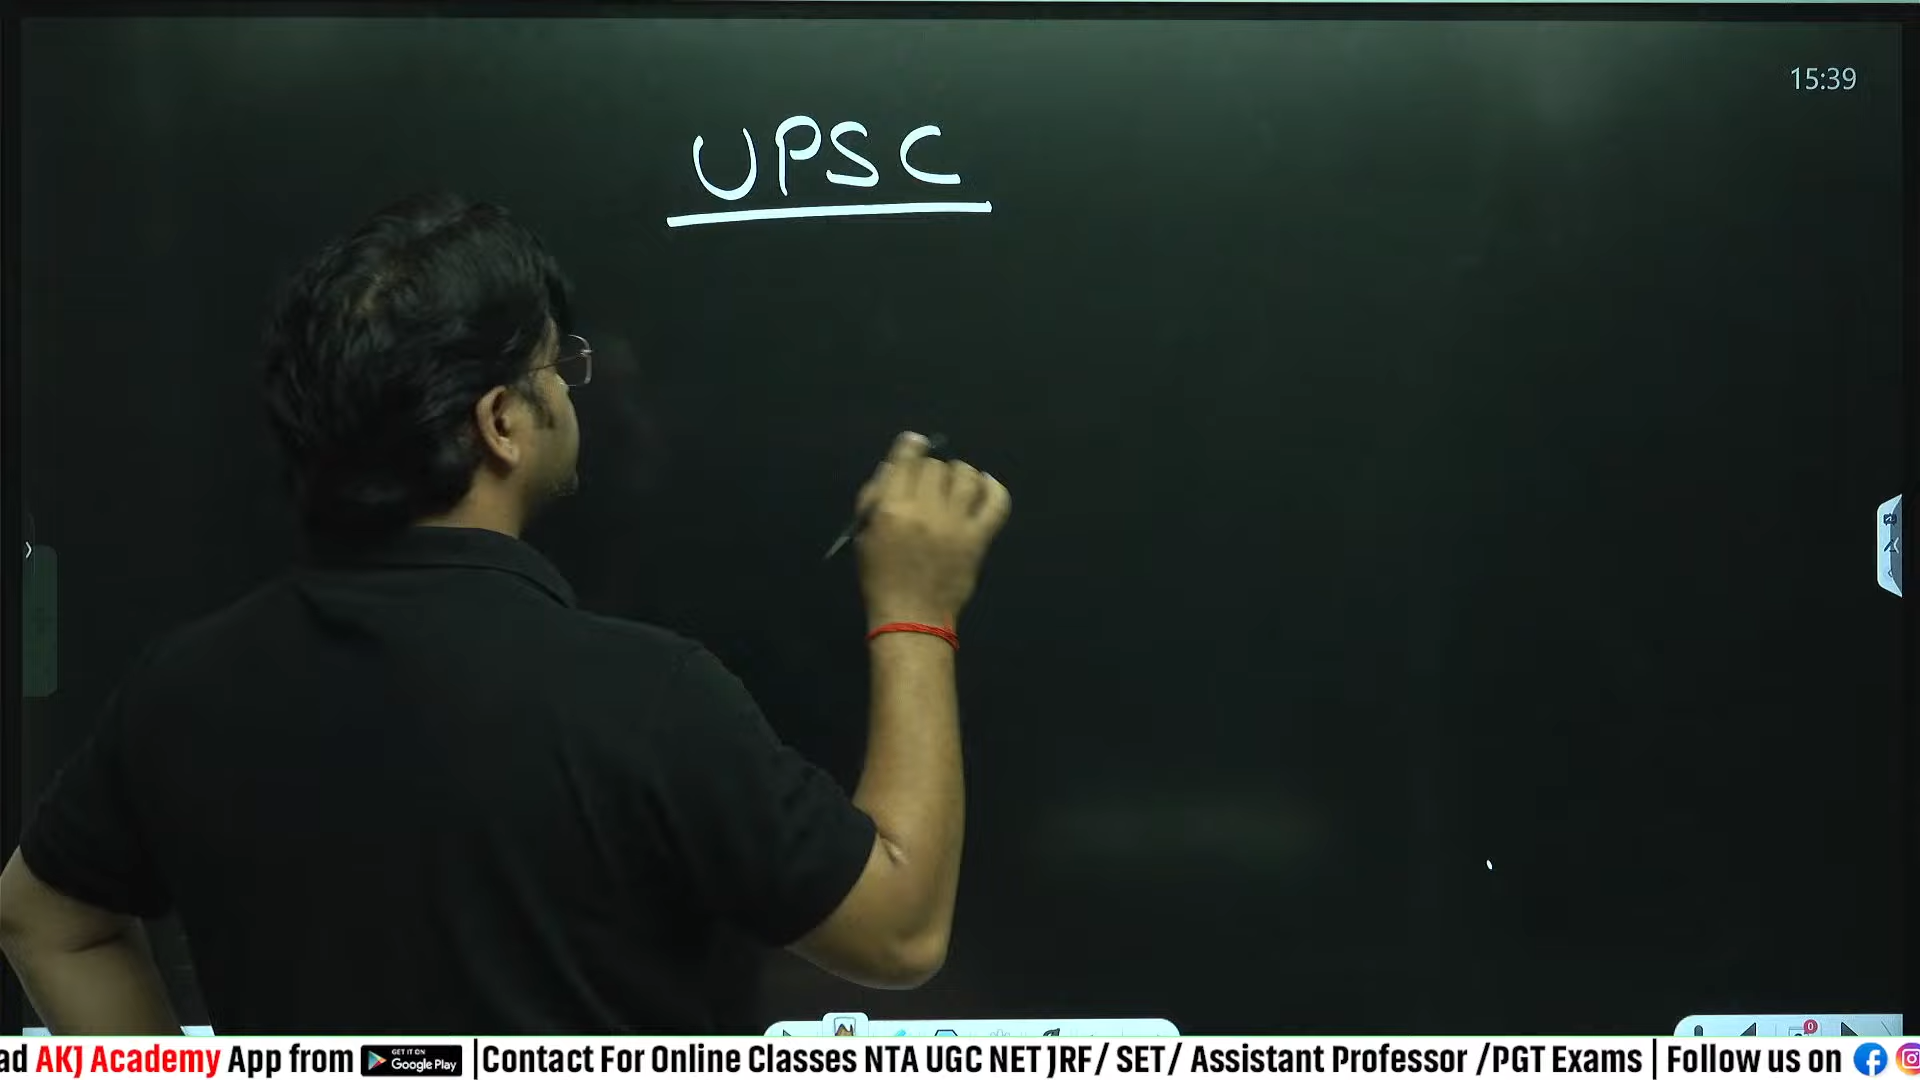 15:39
UPSC
ad AKJ Academy App from GET IT ON Google Play |Contact For Online Classes NTA UGC NET JRF/ SET/ Assistant Professor /PGT Exams | Follow us on
0